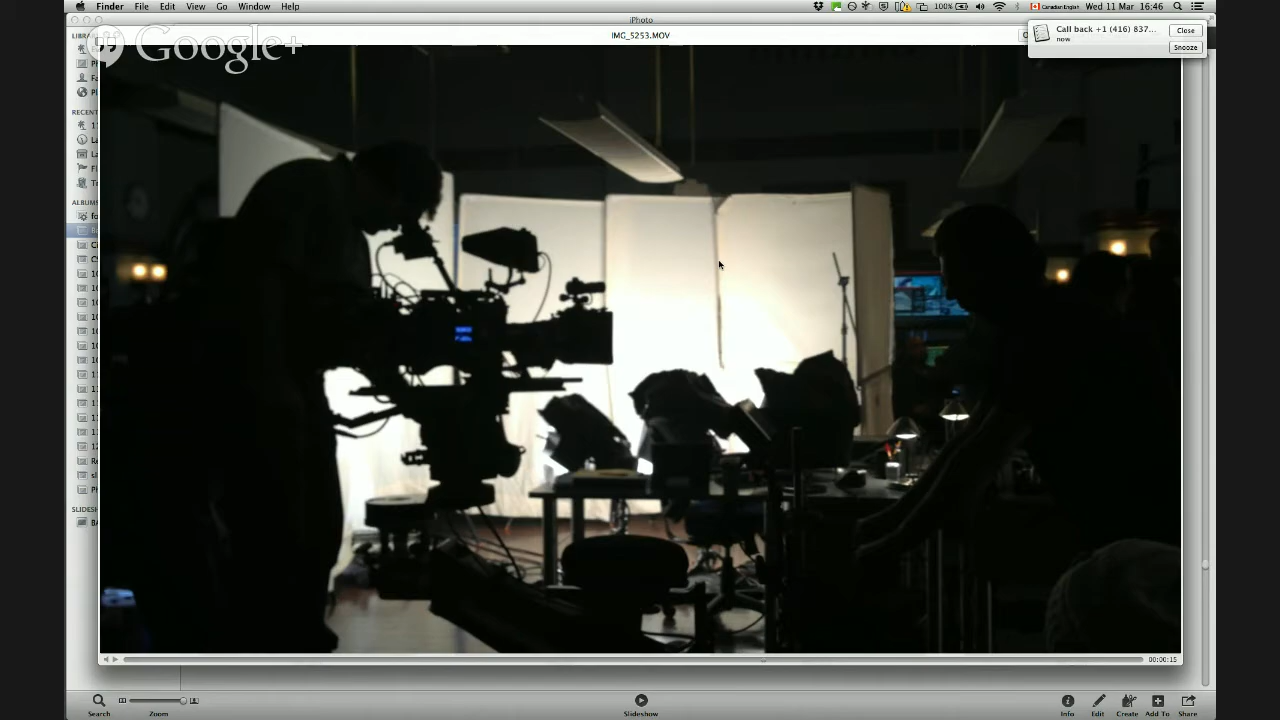 Finder File Edit View Go Window Help
100% Canadian English Wed 11 Mar 16:46
iPhoto
IMG_5253.MOV
Google+
Call back +1 (416) 837...
now
Close
Snooze
RECENT
ALBUMS
00:00:15
Search Zoom Slideshow Info Edit Create Add To Share